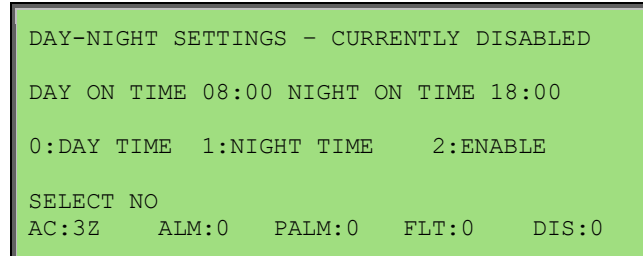 DAY-NIGHT SETTINGS – CURRENTLY DISABLED
DAY ON TIME 08:00 NIGHT ON TIME 18:00
0:DAY TIME 1:NIGHT TIME 2:ENABLE
SELECT NO
AC:3Z ALM:0 PALM:0 FLT:0 DIS:0